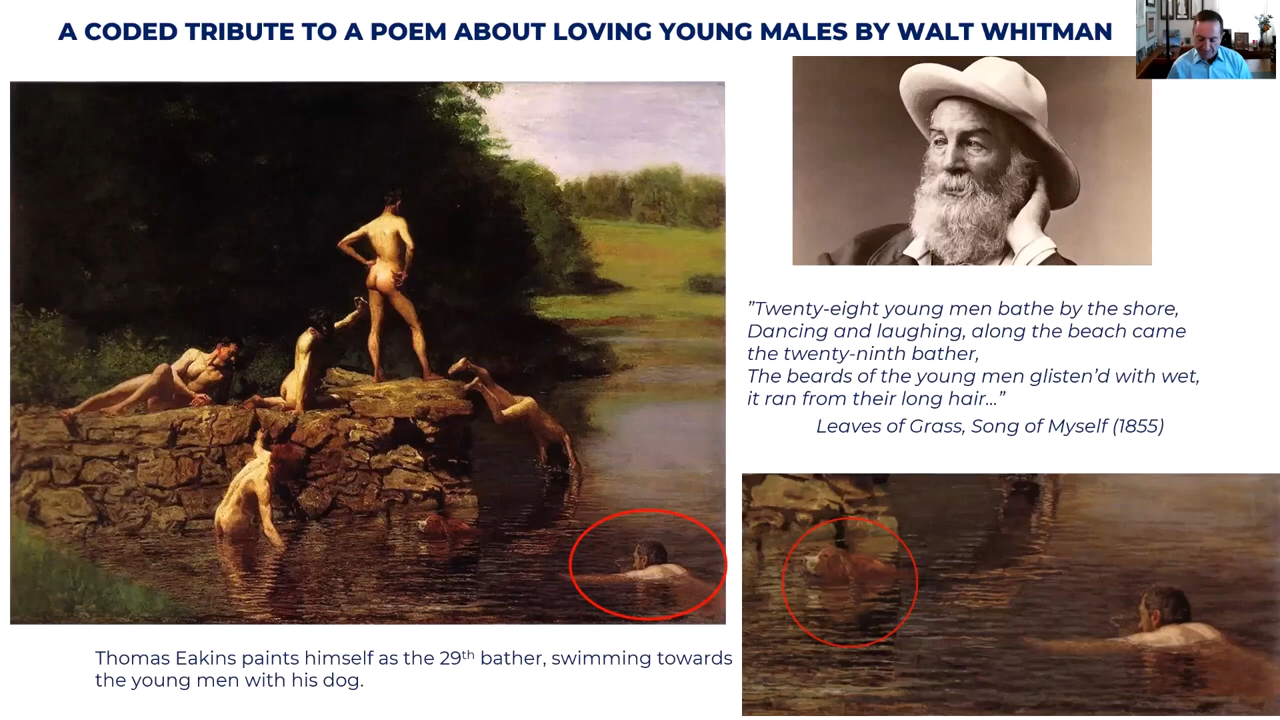 A CODED TRIBUTE TO A POEM ABOUT LOVING YOUNG MALES BY WALT WHITMAN
”Twenty-eight young men bathe by the shore,
Dancing and laughing, along the beach came
the twenty-ninth bather,
The beards of the young men glisten’d with wet,
it ran from their long hair…”
Leaves of Grass, Song of Myself (1855)
Thomas Eakins paints himself as the 29th bather, swimming towards
the young men with his dog.